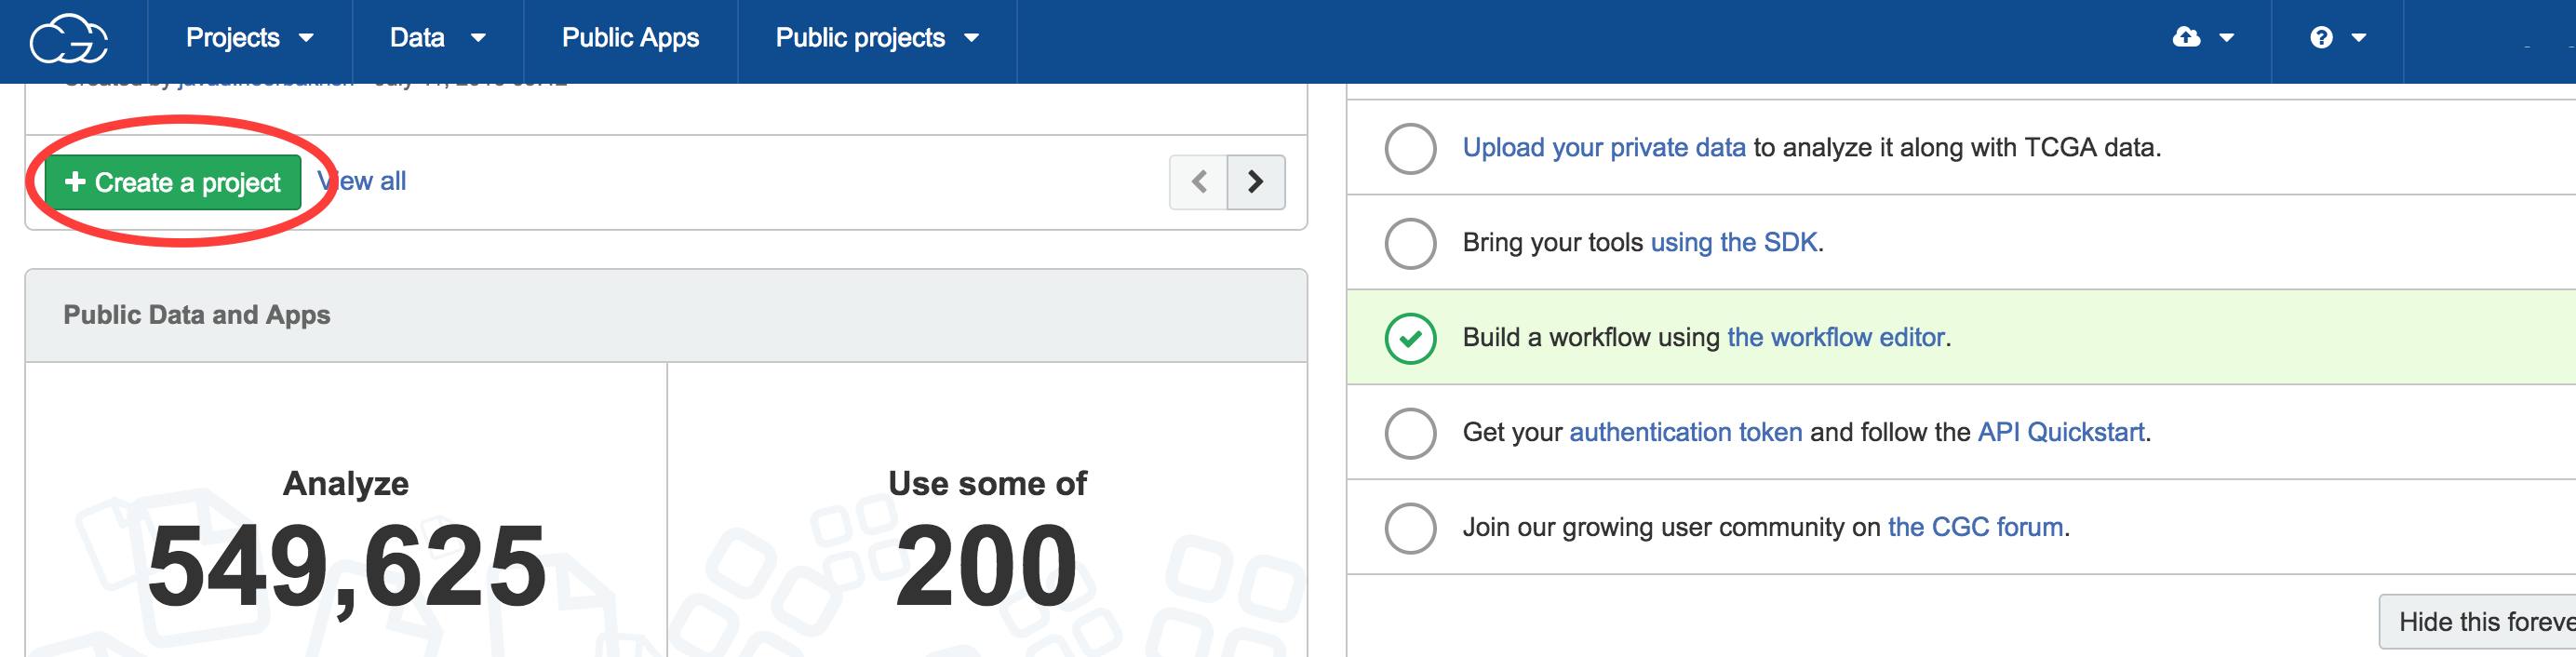 CGC
Projects
Data
Public Apps
Public projects
Created by
Create a project
View all
Public Data and Apps
Analyze
549,625
Use some of
200
Upload your private data to analyze it along with TCGA data.
Bring your tools using the SDK.
Build a workflow using the workflow editor.
Get your authentication token and follow the API Quickstart.
Join our growing user community on the CGC forum.
Hide this foreve